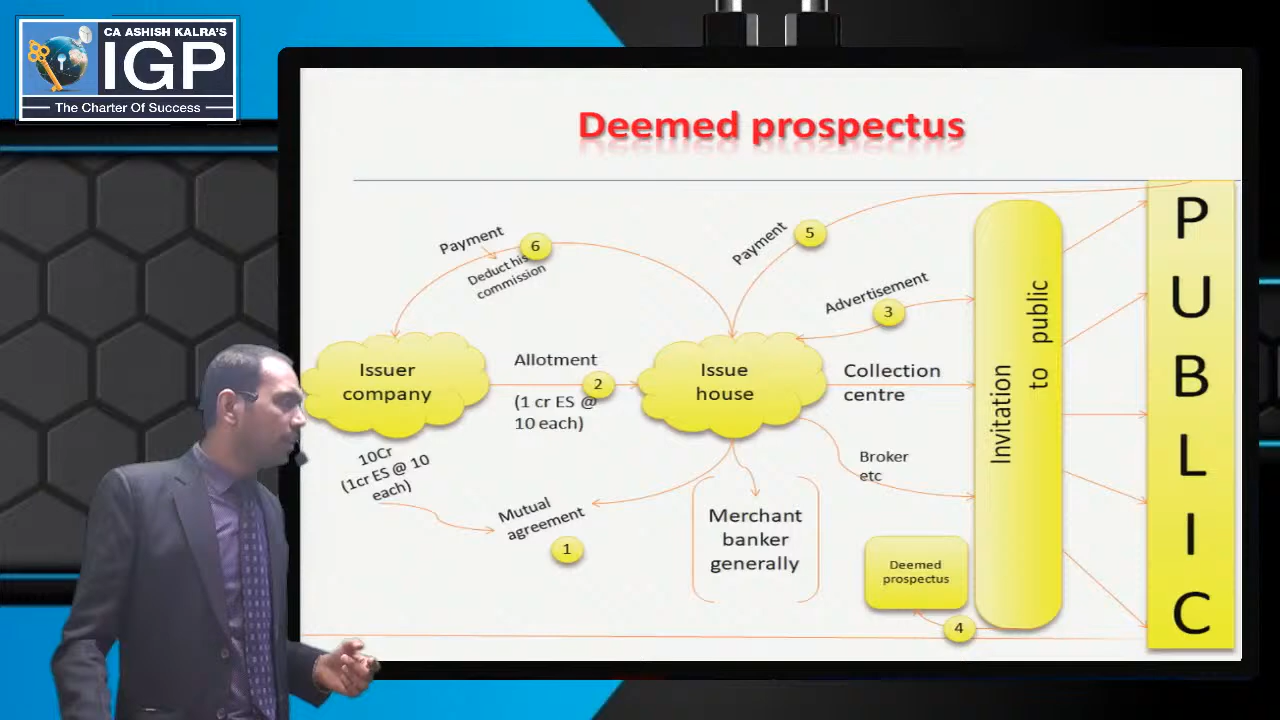 CA ASHISH KALRA'S
IGP
The Charter Of Success
Deemed prospectus
Payment
6
Deduct his
commission
Payment
5
Advertisement
3
Issuer
company
Allotment
2
(1 cr ES @
10 each)
Issue
house
Collection
centre
Invitation
to public
P
U
B
L
I
C
10Cr
(1cr ES @ 10
each)
Broker
etc
Mutual
agreement
1
Merchant
banker
generally
Deemed
prospectus
4